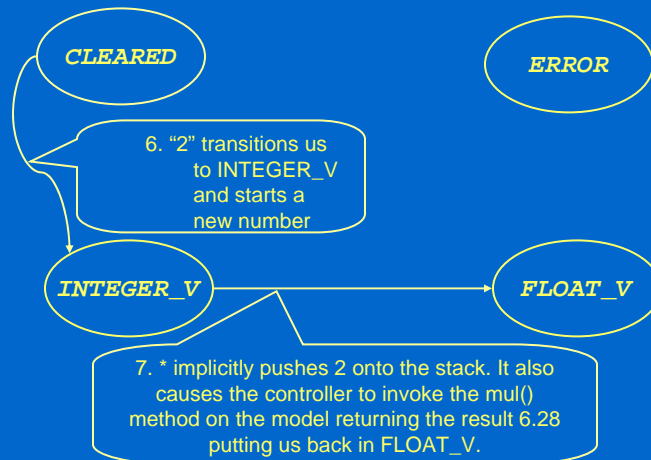 CLEARED
ERROR
6. “2” transitions us
to INTEGER_V
and starts a
new number
INTEGER_V
FLOAT_V
7. * implicitly pushes 2 onto the stack. It also
causes the controller to invoke the mul()
method on the model returning the result 6.28
putting us back in FLOAT_V.